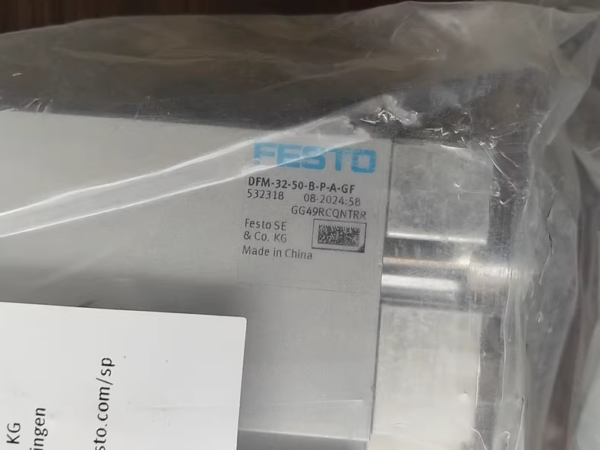 FESTO
DFM-32-50-B-P-A-GF
532318 08-2024:58
GG49RCQNTRR
Festo SE
& Co. KG
Made in China
KG
ingen
sto.com/sp